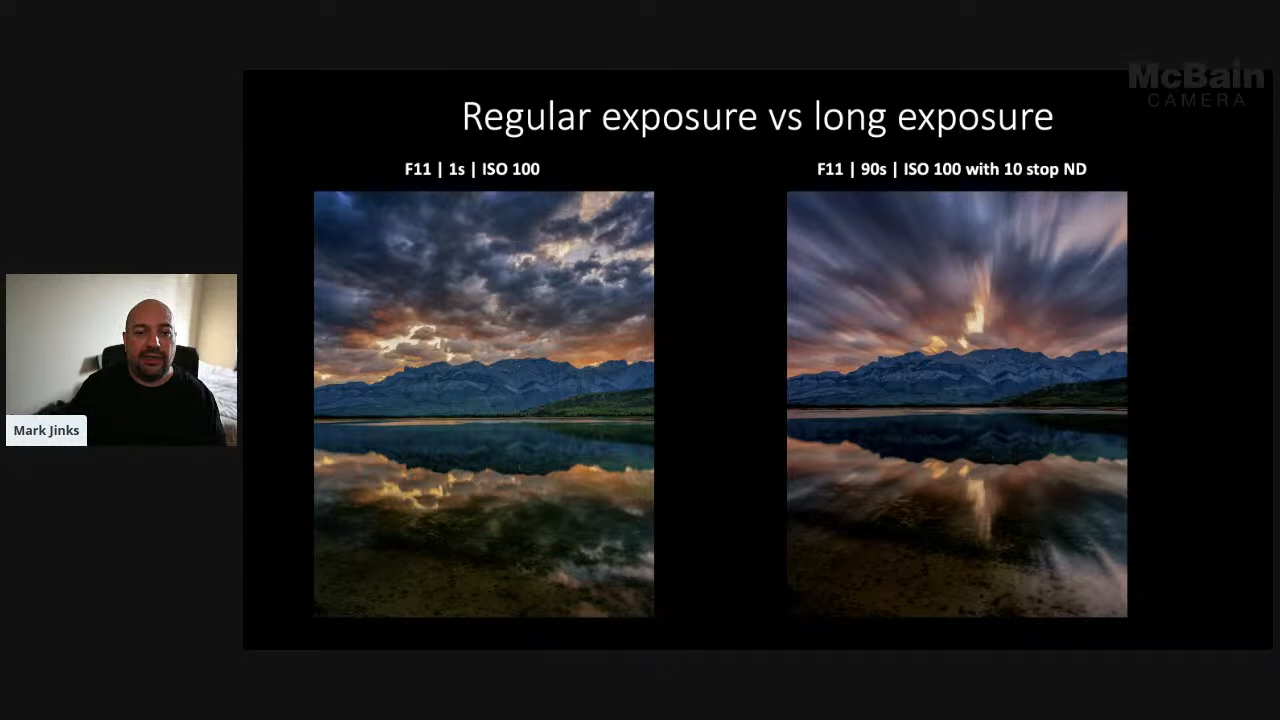 McBain
CAMERA
Regular exposure vs long exposure
F11 | 1s | ISO 100
F11 | 90s | ISO 100 with 10 stop ND
Mark Jinks